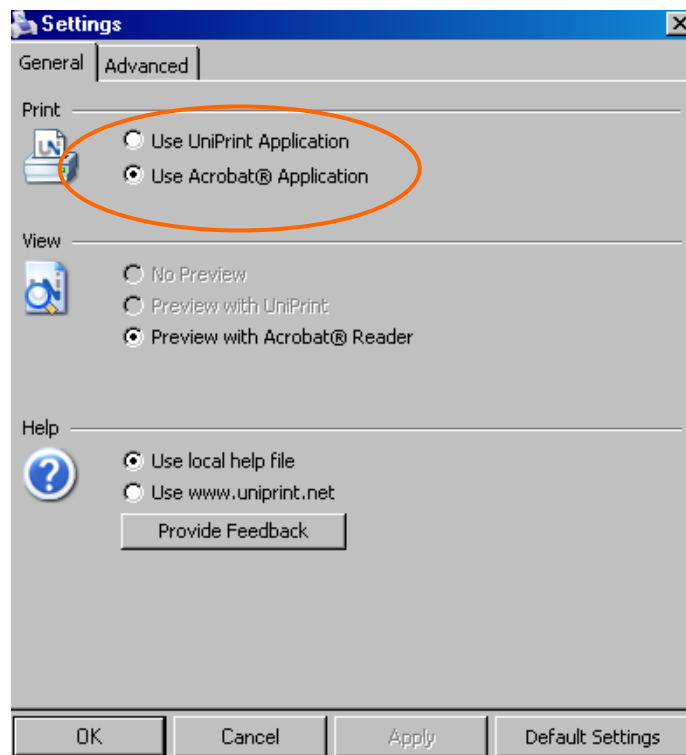 Settings
General Advanced
Print
Use UniPrint Application
Use Acrobat® Application
View
No Preview
Preview with UniPrint
Preview with Acrobat® Reader
Help
Use local help file
Use www.uniprint.net
Provide Feedback
OK Cancel Apply Default Settings